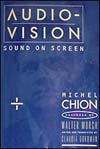 AUDIO-
VISION
SOUND ON SCREEN
MICHEL
CHION
FOREWORD BY
WALTER MURCH
EDITED AND TRANSLATED BY
CLAUDIA GORBMAN